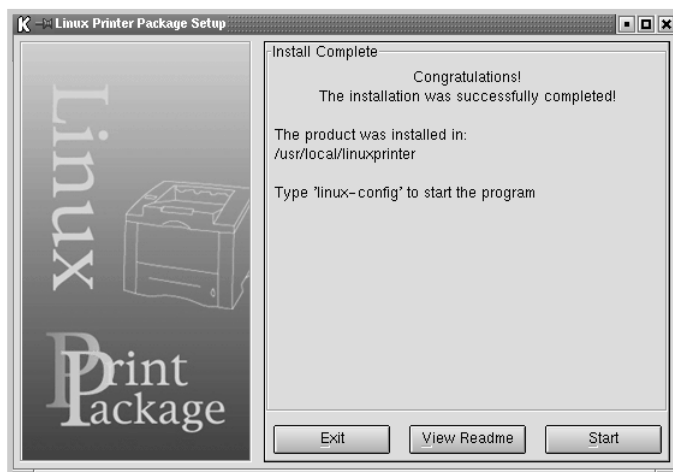 Linux Printer Package Setup
Linux
Print
Package
Install Complete
Congratulations!
The installation was successfully completed!
The product was installed in:
/usr/local/linuxprinter
Type 'linux-config' to start the program
Exit
View Readme
Start